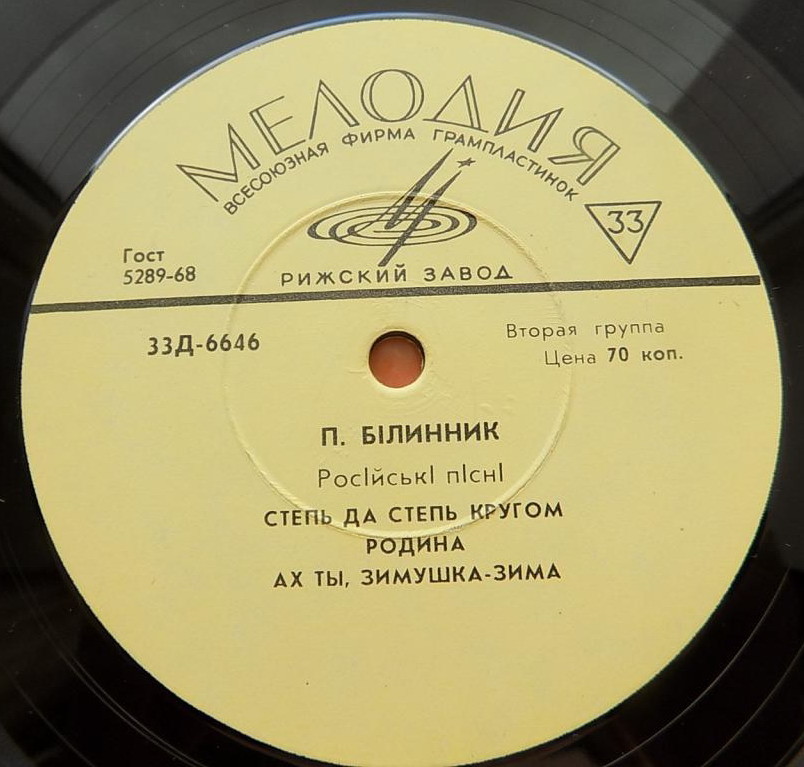 МЕЛОДИЯ
ВСЕСОЮЗНАЯ ФИРМА ГРАМПЛАСТИНОК
33
Гост
5289-68
РИЖСКИЙ ЗАВОД
33Д-6646
Вторая группа
Цена 70 коп.
П. БІЛИННИК
Російські пісні
СТЕПЬ ДА СТЕПЬ КРУГОМ
РОДИНА
АХ ТЫ, ЗИМУШКА-ЗИМА